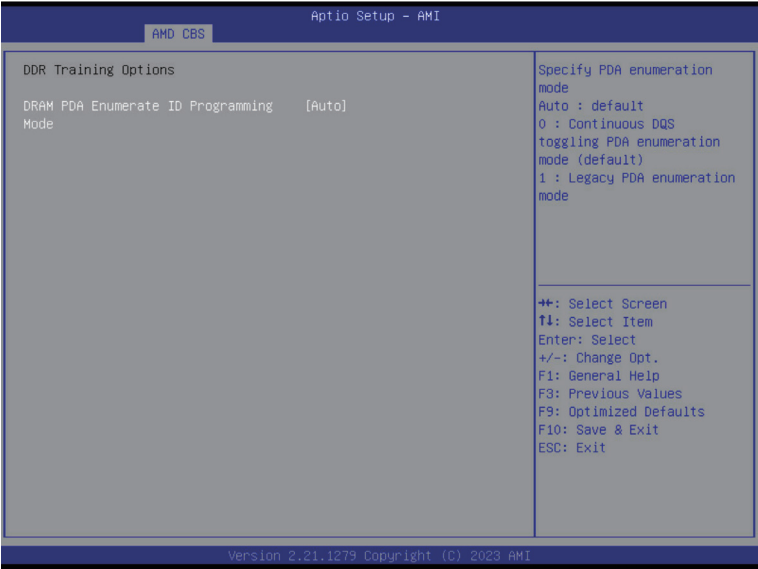 Aptio Setup – AMI
AMD CBS
DDR Training Options
DRAM PDA Enumerate ID Programming [Auto]
Mode
Specify PDA enumeration
mode
Auto : default
0 : Continuous DQS
toggling PDA enumeration
mode (default)
1 : Legacy PDA enumeration
mode
→←: Select Screen
↑↓: Select Item
Enter: Select
+/-: Change Opt.
F1: General Help
F3: Previous Values
F9: Optimized Defaults
F10: Save & Exit
ESC: Exit
Version 2.21.1279 Copyright (C) 2023 AMI